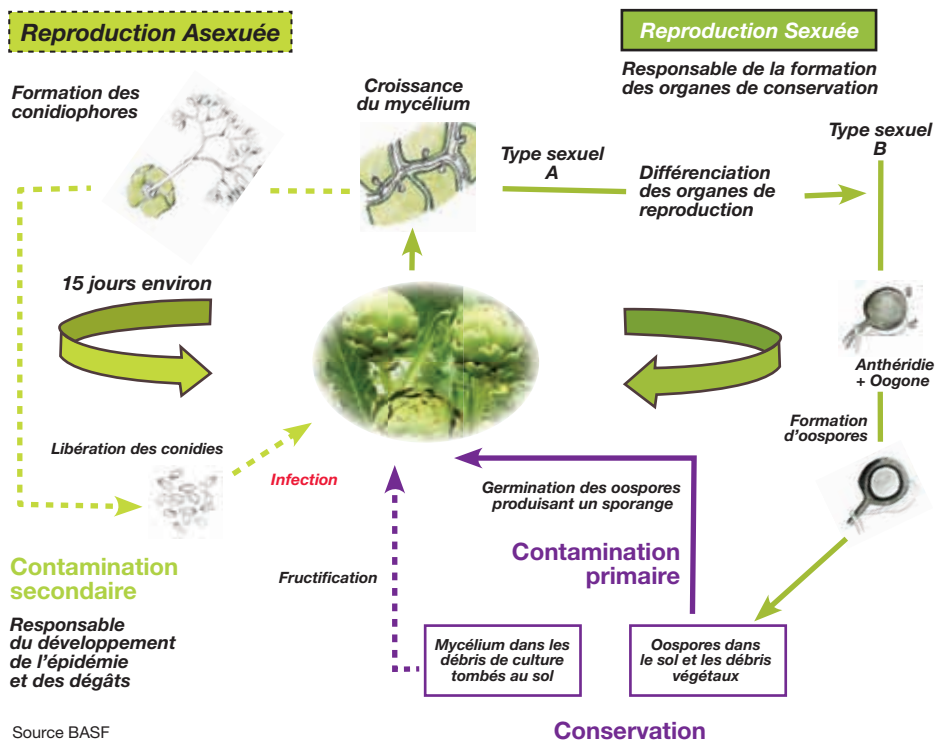 Reproduction Asexuée
Reproduction Sexuée
Responsable de la formation
des organes de conservation
Formation des
conidiophores
Croissance
du mycélium
Type sexuel
A
Différenciation
des organes de
reproduction
Type sexuel
B
15 jours environ
Anthéridie
+ Oogone
Formation
d'oospores
Libération des conidies
Infection
Germination des oospores
produisant un sporange
Contamination
primaire
Fructification
Contamination
secondaire
Responsable
du développement
de l'épidémie
et des dégâts
Mycélium dans les
débris de culture
tombés au sol
Oospores dans
le sol et les débris
végétaux
Source BASF
Conservation